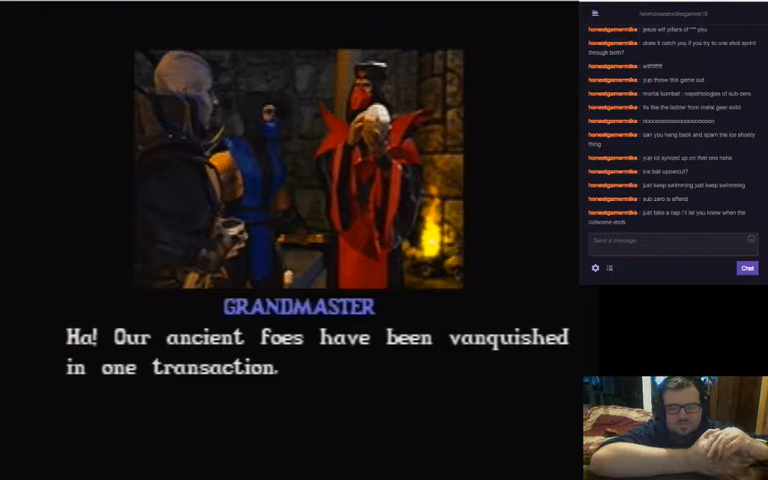 GRANDMASTER
Ha! Our ancient foes have been vanquished
in one transaction.
honestgamermike : jesus wtf pillars of *** you
honestgamermike : does it catch you if you try to one shot sprint
through both?
honestgamermike : wtffffffff
honestgamermike : yup throw this game out
honestgamermike : mortal kombat : nopethologies of sub-zero
honestgamermike : its like the ladder from metal gear solid
honestgamermike : nooooooooooooooooo
honestgamermike : can you hang back and spam the ice shooty
thing
honestgamermike : yup lol synced up on that one haha
honestgamermike : ice ball uppercut?
honestgamermike : just keep swimming just keep swimming
honestgamermike : sub zero is offend
honestgamermike : just take a nap i'll let you know when the
cutscene ends
Send a message
Chat